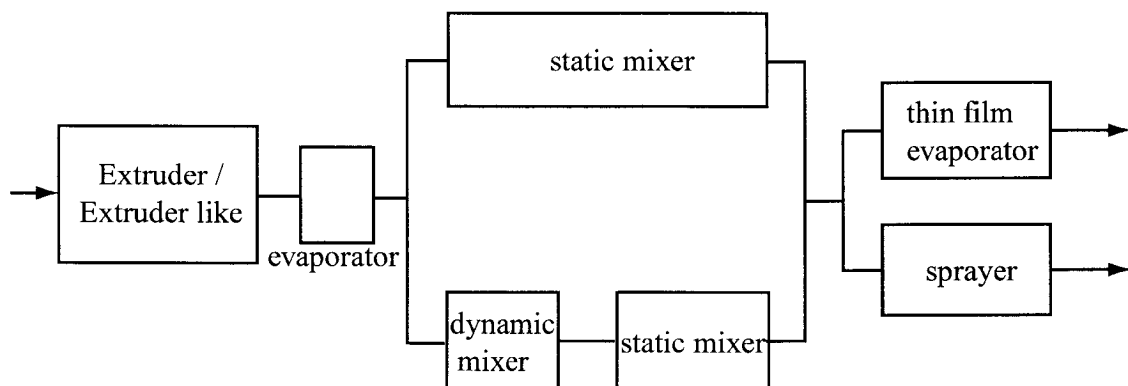 static mixer
Extruder /
Extruder like
evaporator
dynamic
mixer
static mixer
thin film
evaporator
sprayer